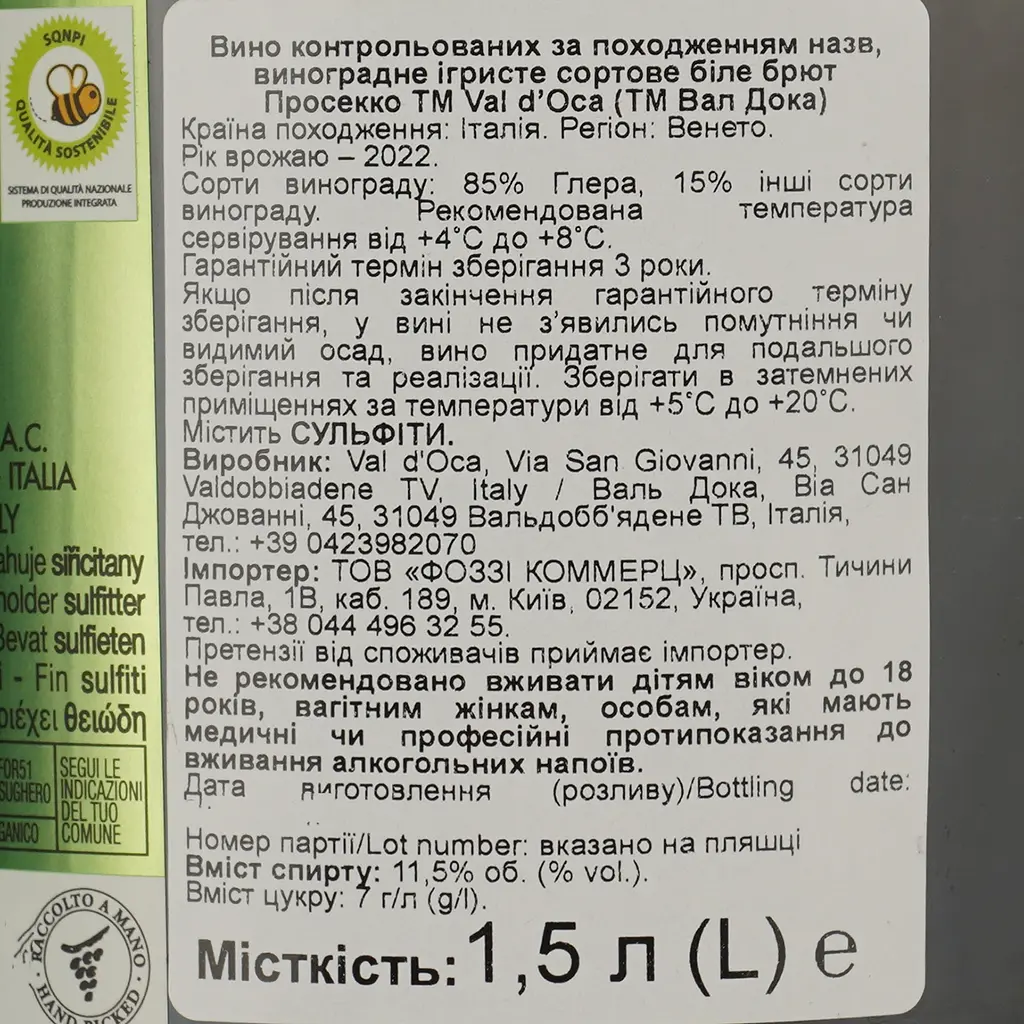 SQNPI
QUALITÀ SOSTENIBILE
SISTEMA DI QUALITÀ NAZIONALE
PRODUZIONE INTEGRATA
A.C.
ITALIA
LY
ahuje siřičitany
holder sulfitter
Bevat sulfieten
i - Fin sulfiti
ριέχει θειώδη
FOR51
SUGHERO
GANICO
SEGUI LE
INDICAZIONI
DEL TUO
COMUNE
RACCOLTO A MANO
HAND PICKED
Вино контрольованих за походженням назв,
виноградне ігристе сортове біле брют
Просекко ТМ Val d’Oca (ТМ Вал Дока)
Країна походження: Італія. Регіон: Венето.
Рік врожаю – 2022.
Сорти винограду: 85% Глера, 15% інші сорти
винограду. Рекомендована температура
сервірування від +4°С до +8°С.
Гарантійний термін зберігання 3 роки.
Якщо після закінчення гарантійного терміну
зберігання, у вині не з’явились помутніння чи
видимий осад, вино придатне для подальшого
зберігання та реалізації. Зберігати в затемнених
приміщеннях за температури від +5°С до +20°С.
Містить СУЛЬФІТИ.
Виробник: Val d'Oca, Via San Giovanni, 45, 31049
Valdobbiadene TV, Italy / Валь Дока, Віа Сан
Джованні, 45, 31049 Вальдобб'ядене ТВ, Італія,
тел.: +39 0423982070
Імпортер: ТОВ «ФОЗЗІ КОММЕРЦ», просп. Тичини
Павла, 1В, каб. 189, м. Київ, 02152, Україна,
тел.: +38 044 496 32 55.
Претензії від споживачів приймає імпортер.
Не рекомендовано вживати дітям віком до 18
років, вагітним жінкам, особам, які мають
медичні чи професійні протипоказання до
вживання алкогольних напоїв.
Дата виготовлення (розливу)/Bottling date:
Номер партії/Lot number: вказано на пляшці
Вміст спирту: 11,5% об. (% vol.).
Вміст цукру: 7 г/л (g/l).
Місткість: 1,5 л (L) e